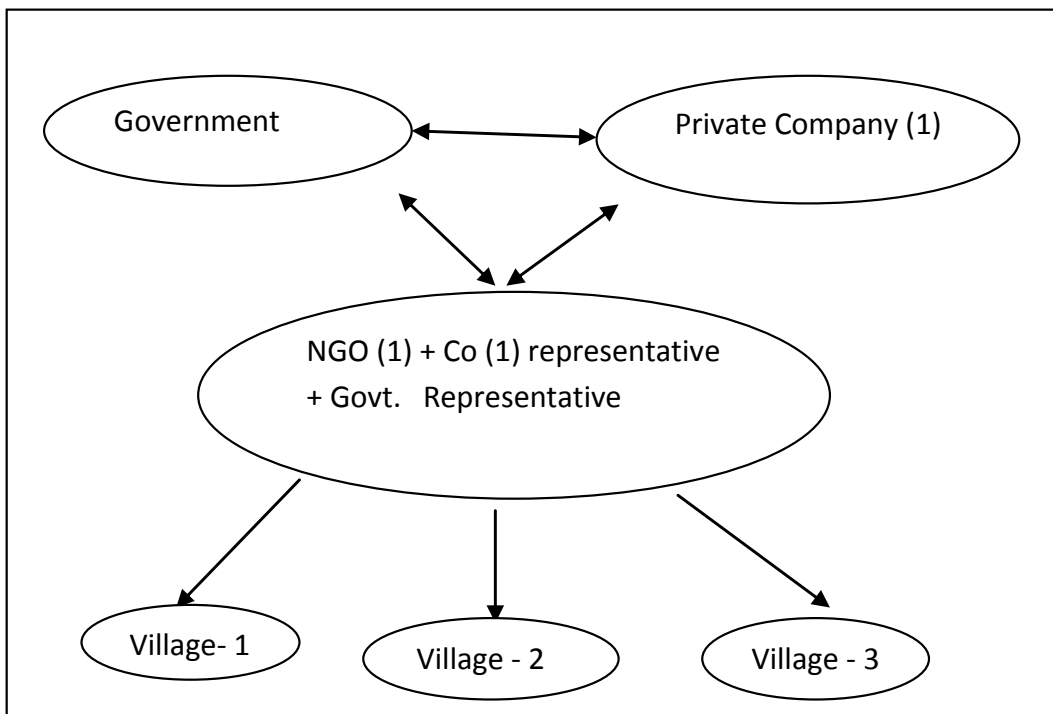 Government
Private Company (1)
NGO (1) + Co (1) representative
+ Govt. Representative
Village- 1
Village - 2
Village - 3